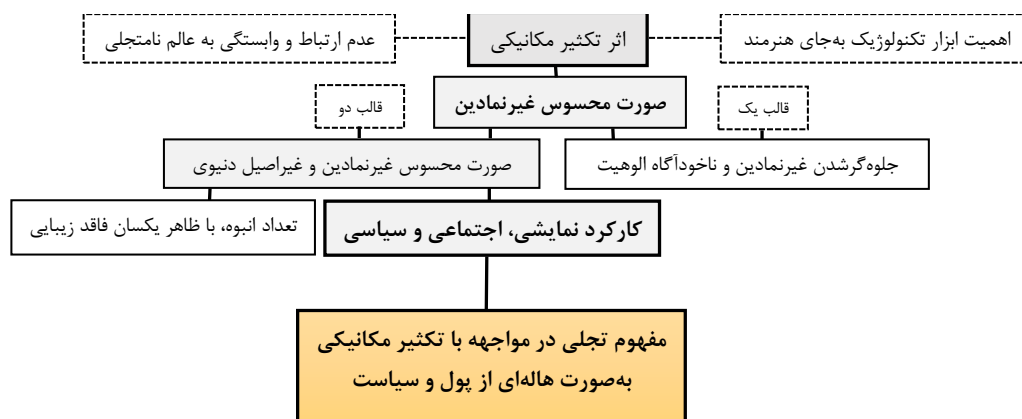 اهمیت ابزار تکنولوژیک به‌جای هنرمند
اثر تکثیر مکانیکی
عدم ارتباط و وابستگی به عالم نامتجلی
صورت محسوس غیرنمادین
قالب یک
قالب دو
جلوه‌گرشدن غیرنمادین و ناخودآگاه الوهیت
صورت محسوس غیرنمادین و غیراصیل دنیوی
کارکرد نمایشی، اجتماعی و سیاسی
تعداد انبوه، با ظاهر یکسان فاقد زیبایی
مفهوم تجلی در مواجهه با تکثیر مکانیکی
به‌صورت هاله‌ای از پول و سیاست